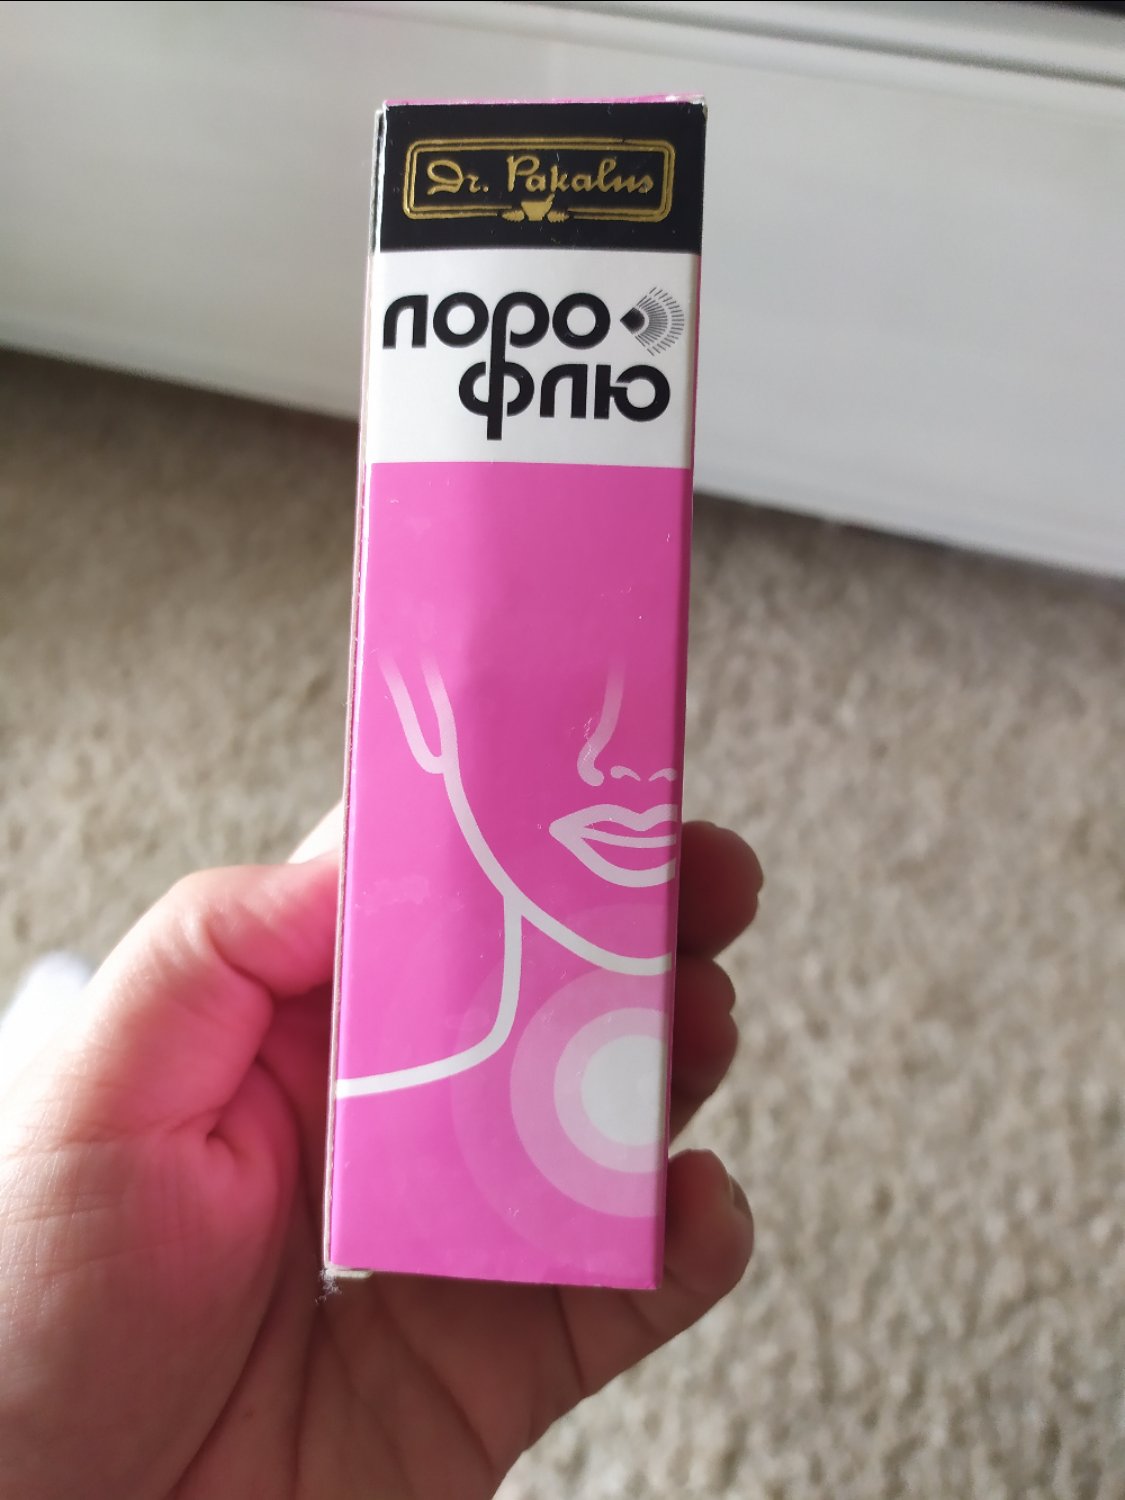 Dr. Pakalns
лоро
флю